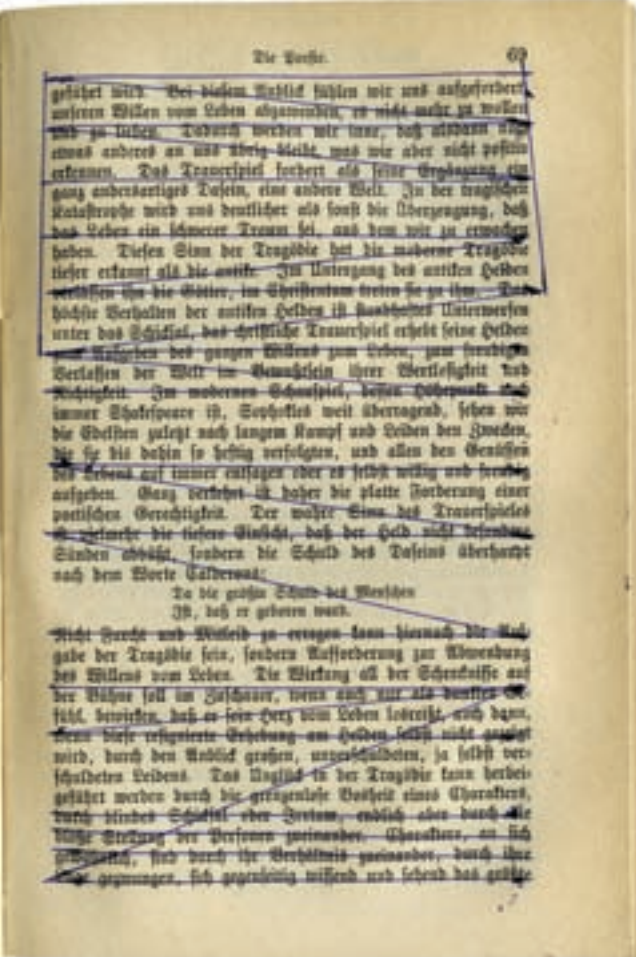 Die Poesie. 69
geführt wird. Bei diesem Anblick fühlen wir uns aufgefordert,
unseren Willen vom Leben abzuwenden, es nicht mehr zu wollen
und zu lieben. Dadurch werden wir inne, daß alsdann noch
etwas anderes an uns übrig bleibt, was wir aber nicht positiv
erkennen. Das Trauerspiel fordert als seine Ergänzung ein
ganz andersartiges Dasein, eine andere Welt. In der tragischen
Katastrophe wird uns deutlicher als sonst die Überzeugung, daß
das Leben ein schwerer Traum sei, aus dem wir zu erwachen
haben. Diesen Sinn der Tragödie hat die moderne Tragödie
tiefer erkannt als die antike. Im Untergang des antiken Helden
verlassen ihn die Götter, im Christentum treten sie zu ihm. Das
höchste Verhalten der antiken Helden ist standhaftes Unterwerfen
unter das Schicksal, das christliche Trauerspiel erhebt seine Helden
zum Aufgeben des ganzen Willens zum Leben, zum freudigen
Verlassen der Welt im Bewußtsein ihrer Wertlosigkeit und
Nichtigkeit. Im modernen Schauspiel, dessen Höhepunkt doch
immer Shakespeare ist, Sophokles weit überragend, sehen wir
die Edelsten zuletzt nach langem Kampf und Leiden den Zwecken,
die sie bis dahin so heftig verfolgten, und allen den Genüssen
des Lebens auf immer entsagen oder es selbst willig und freudig
aufgeben. Ganz verkehrt ist daher die platte Forderung einer
poetischen Gerechtigkeit. Der wahre Sinn des Trauerspieles
ist vielmehr die tiefere Einsicht, daß der Held nicht besondere
Sünden abbüßt, sondern die Schuld des Daseins überhaupt
nach dem Worte Calderons:
Da die größte Schuld des Menschen
Ist, daß er geboren ward.
Nicht Furcht und Mitleid zu erregen kann hiernach die Auf-
gabe der Tragödie sein, sondern Aufforderung zur Abwendung
des Willens vom Leben. Die Wirkung all der Schrecknisse auf
der Bühne soll im Zuschauer, wenn auch nur als dunkles Ge-
fühl, bewirken, daß er sein Herz vom Leben losreißt, auch dann,
wenn diese resignierte Erhebung am Helden selbst nicht gezeigt
wird, durch den Anblick großen, unverschuldeten, ja selbst ver-
schuldeten Leidens. Das Unglück in der Tragödie kann herbei-
geführt werden durch die grenzenlose Bosheit eines Charakters,
durch blindes Schicksal oder Irrtum, endlich aber durch die
bloße Stellung der Personen zueinander. Charaktere, an sich
gewöhnlich, sind durch ihr Verhältnis zueinander, durch ihre
gezwungen, sich gegenseitig wissend und sehend das größte